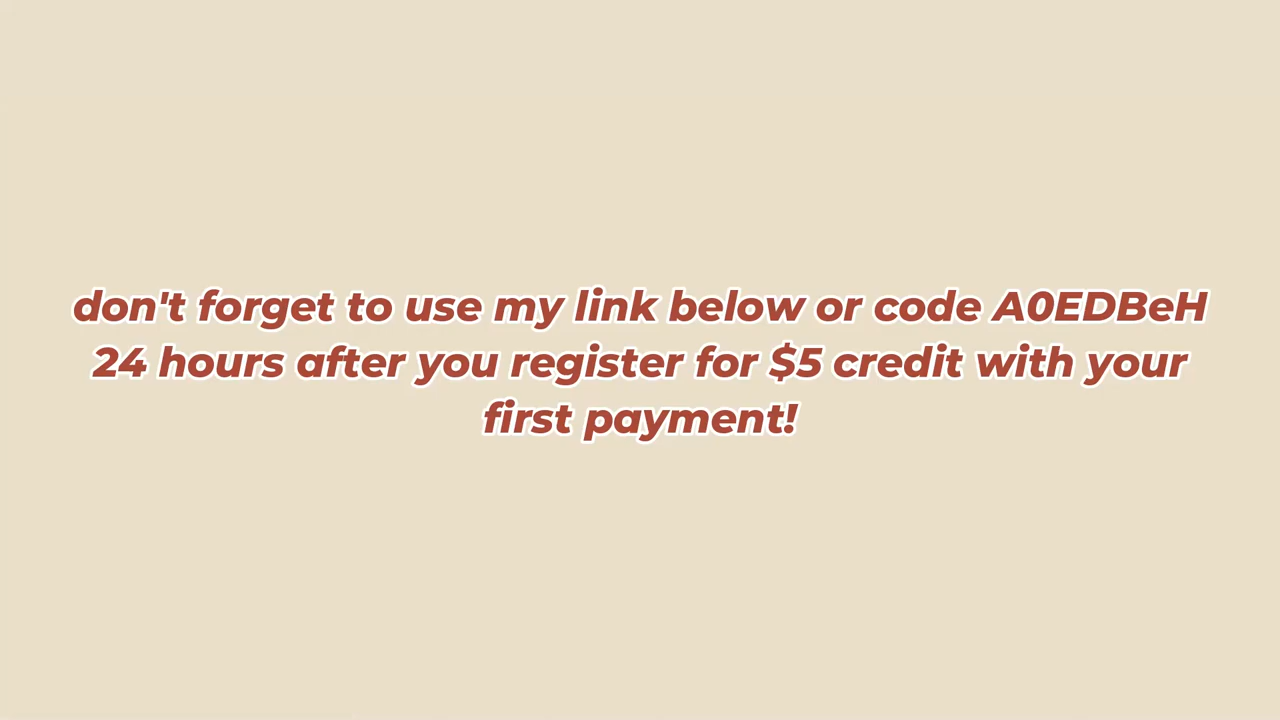 don't forget to use my link below or code A0EDBeH
24 hours after you register for $5 credit with your
first payment!